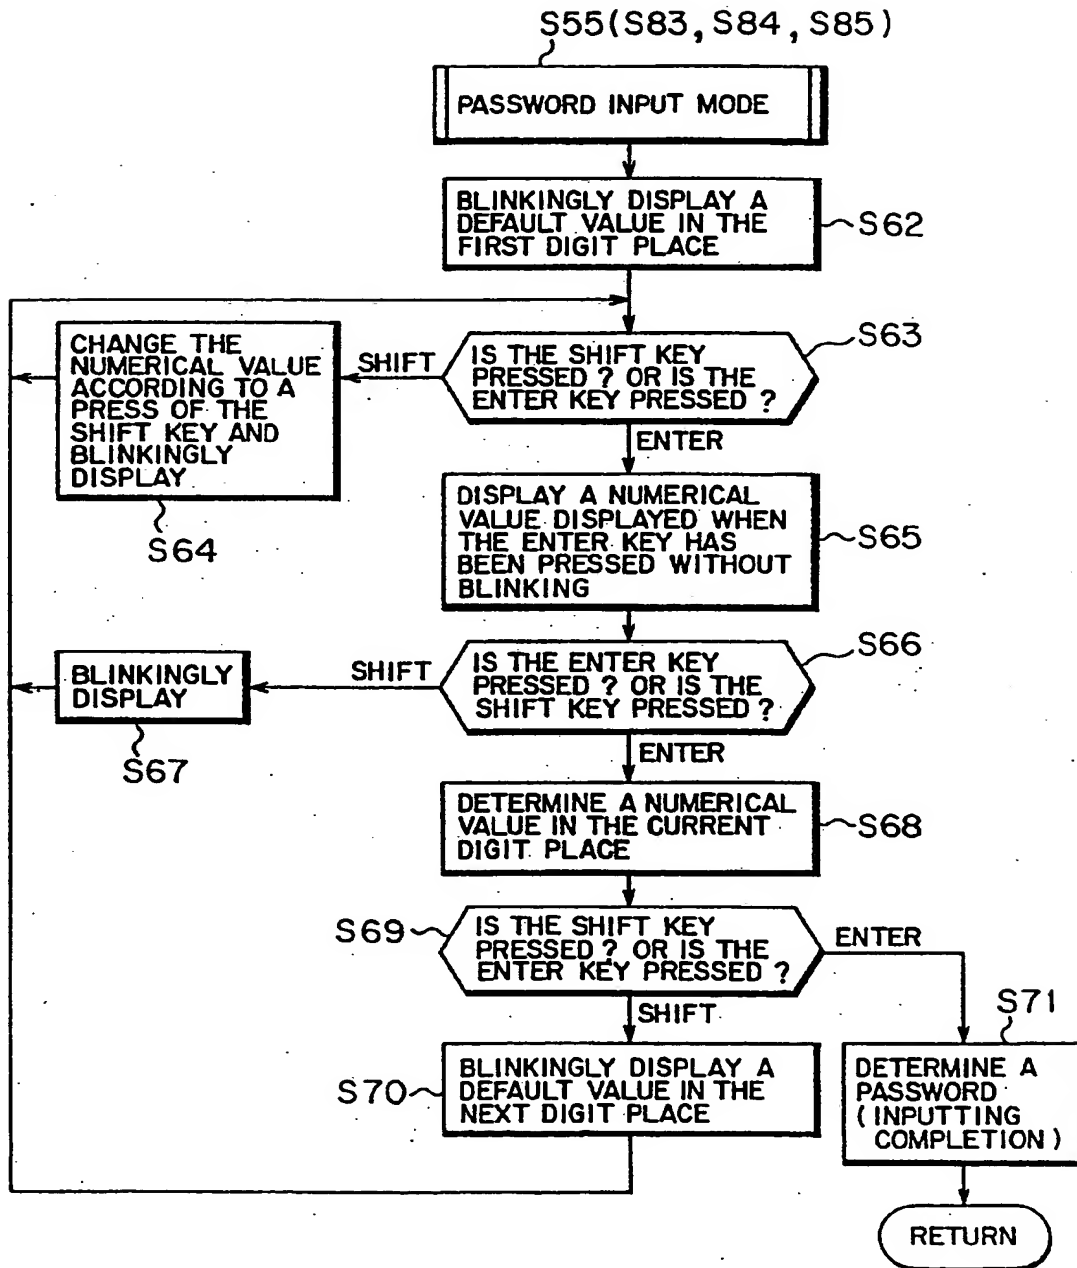 S55(S83, S84, S85)
PASSWORD INPUT MODE
BLINKINGLY DISPLAY A
DEFAULT VALUE IN THE
FIRST DIGIT PLACE
S62
IS THE SHIFT KEY
PRESSED ? OR IS THE
ENTER KEY PRESSED ?
S63
SHIFT
CHANGE THE
NUMERICAL VALUE
ACCORDING TO A
PRESS OF THE
SHIFT KEY AND
BLINKINGLY
DISPLAY
S64
ENTER
DISPLAY A NUMERICAL
VALUE DISPLAYED WHEN
THE ENTER KEY HAS
BEEN PRESSED WITHOUT
BLINKING
S65
IS THE ENTER KEY
PRESSED ? OR IS THE
SHIFT KEY PRESSED ?
S66
SHIFT
BLINKINGLY
DISPLAY
S67
ENTER
DETERMINE A NUMERICAL
VALUE IN THE CURRENT
DIGIT PLACE
S68
S69
IS THE SHIFT KEY
PRESSED ? OR IS THE
ENTER KEY PRESSED ?
ENTER
SHIFT
S70
BLINKINGLY DISPLAY A
DEFAULT VALUE IN THE
NEXT DIGIT PLACE
S71
DETERMINE A
PASSWORD
(INPUTTING
COMPLETION)
RETURN